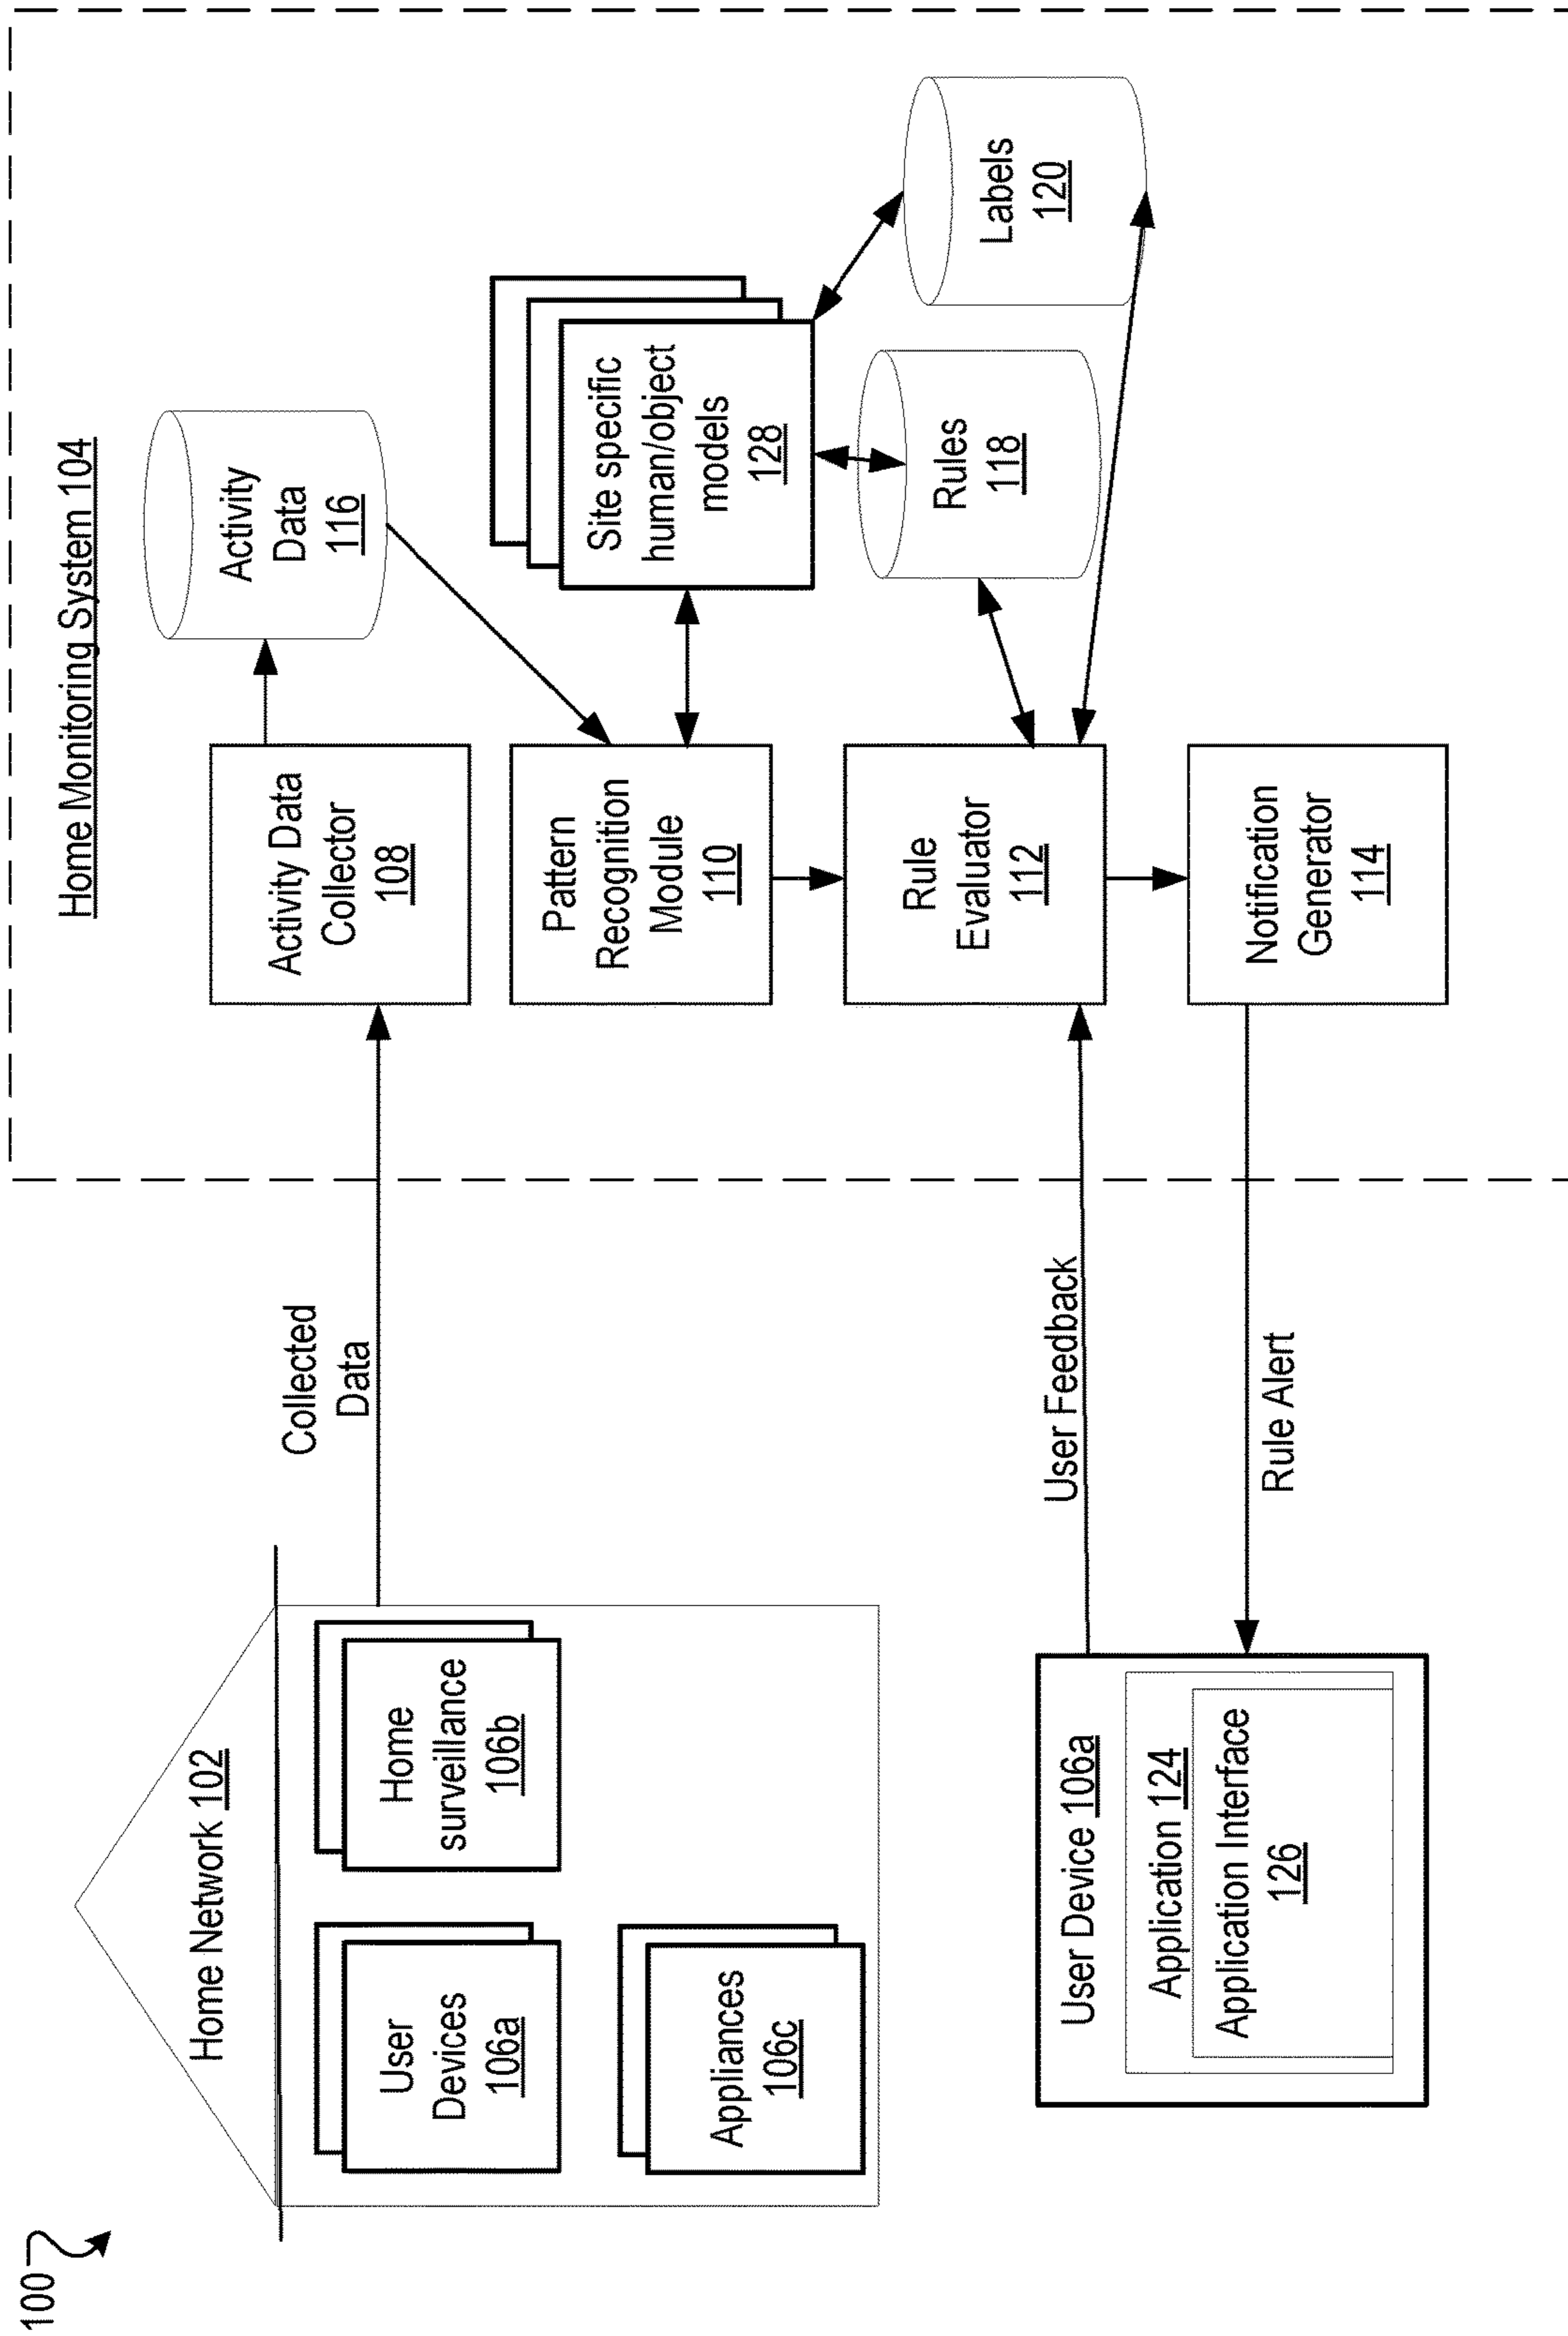 100
Home Network 102
User
Devices
106a
Home
surveillance
106b
Appliances
106c
Collected
Data
User Device 106a
Application 124
Application Interface
126
User Feedback
Rule Alert
Home Monitoring System 104
Activity Data
Collector
108
Activity
Data
116
Pattern
Recognition
Module
110
Site specific
human/object
models
128
Rule
Evaluator
112
Rules
118
Labels
120
Notification
Generator
114